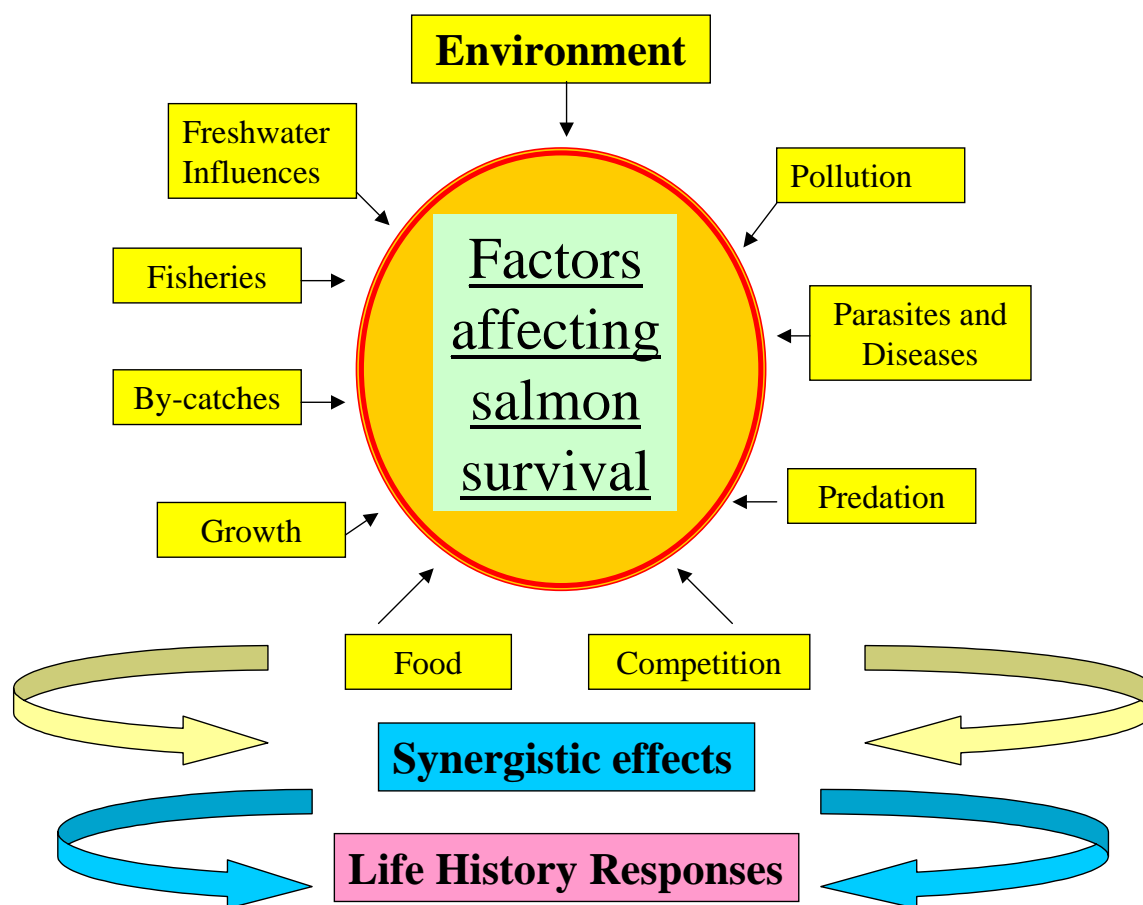 Environment
Freshwater
Influences
Pollution
Factors
affecting
salmon
survival
Fisheries
Parasites and
Diseases
By-catches
Predation
Growth
Food
Competition
Synergistic effects
Life History Responses